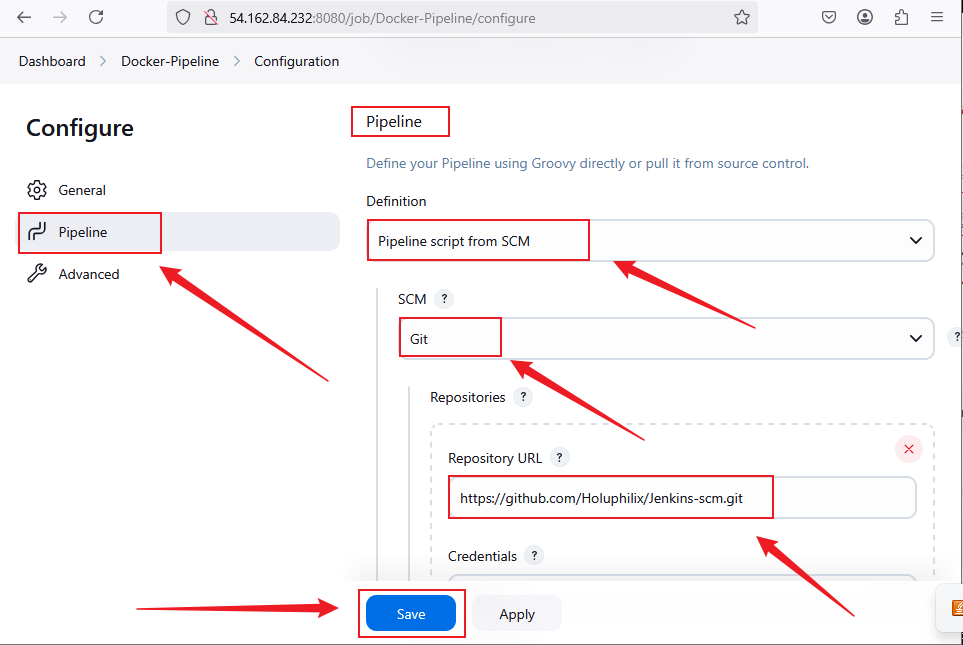 54.162.84.232:8080/job/Docker-Pipeline/configure
Dashboard > Docker-Pipeline > Configuration
Configure
General
Pipeline
Advanced
Pipeline
Define your Pipeline using Groovy directly or pull it from source control.
Definition
Pipeline script from SCM
SCM ?
Git
?
Repositories ?
Repository URL ?
https://github.com/Holuphilix/Jenkins-scm.git
Credentials ?
Save Apply